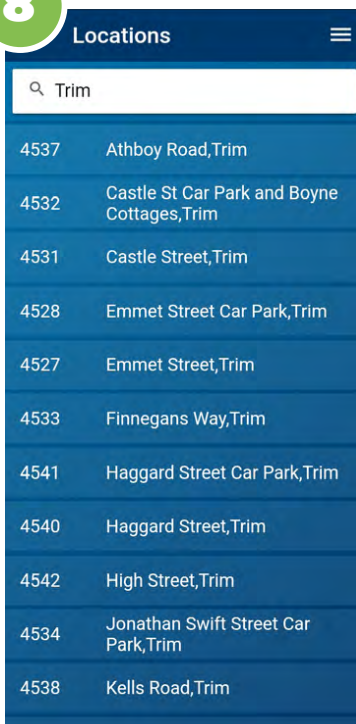 8
Locations
Trim
4537 Athboy Road,Trim
4532 Castle St Car Park and Boyne
Cottages,Trim
4531 Castle Street,Trim
4528 Emmet Street Car Park,Trim
4527 Emmet Street,Trim
4533 Finnegans Way,Trim
4541 Haggard Street Car Park,Trim
4540 Haggard Street,Trim
4542 High Street,Trim
4534 Jonathan Swift Street Car
Park,Trim
4538 Kells Road,Trim